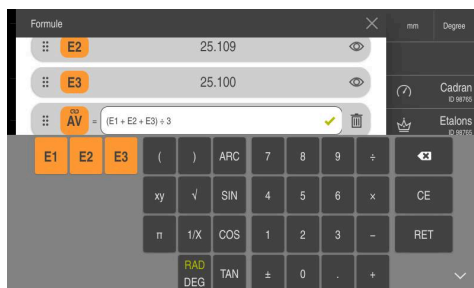 Formule
mm Degree
E2 25.109
E3 25.100
AV = (E1 + E2 + E3) ÷ 3
Cadran
ID 98765
Etalons
ID 98765
E1 E2 E3 ( ) ARC 7 8 9 ÷
xy √ SIN 4 5 6 × CE
π 1/X COS 1 2 3 – RET
RAD
DEG TAN ± 0 . +